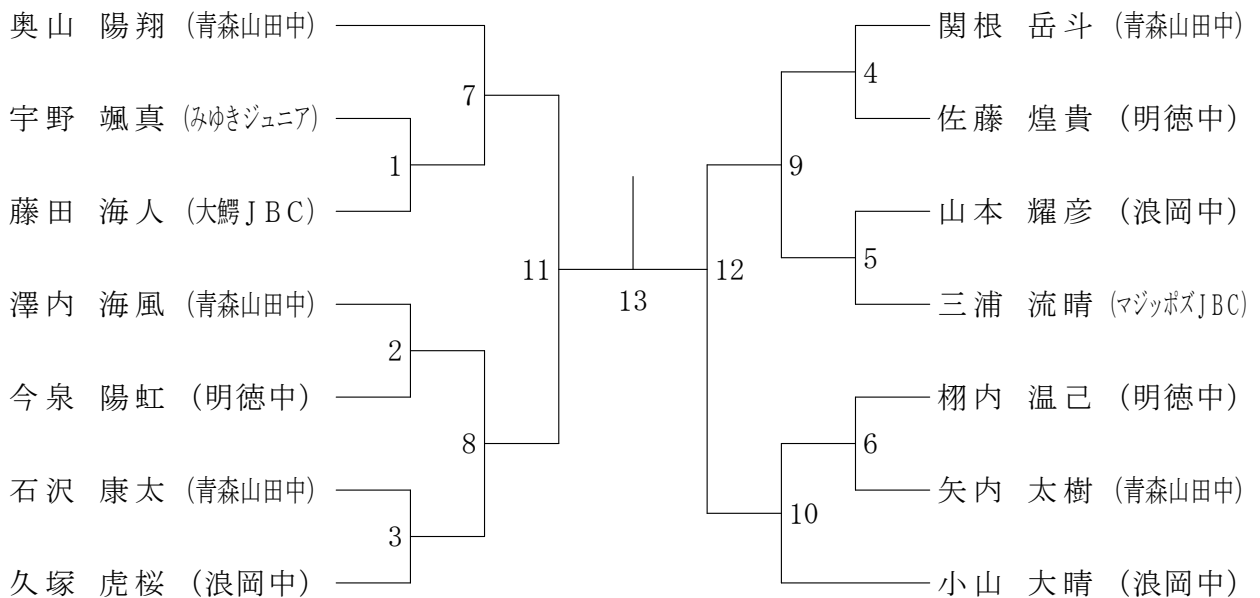 奥山 陽翔 (青森山田中)
7
宇野 颯真 (みゆきジュニア)
1
藤田 海人 (大鰐JBC)
11
澤内 海風 (青森山田中)
2
今泉 陽虹 (明徳中)
8
石沢 康太 (青森山田中)
3
久塚 虎桜 (浪岡中)
13
関根 岳斗 (青森山田中)
4
佐藤 煌貴 (明徳中)
9
山本 耀彦 (浪岡中)
5
三浦 流晴 (マジッポズJBC)
12
栩内 温己 (明徳中)
6
矢内 太樹 (青森山田中)
10
小山 大晴 (浪岡中)